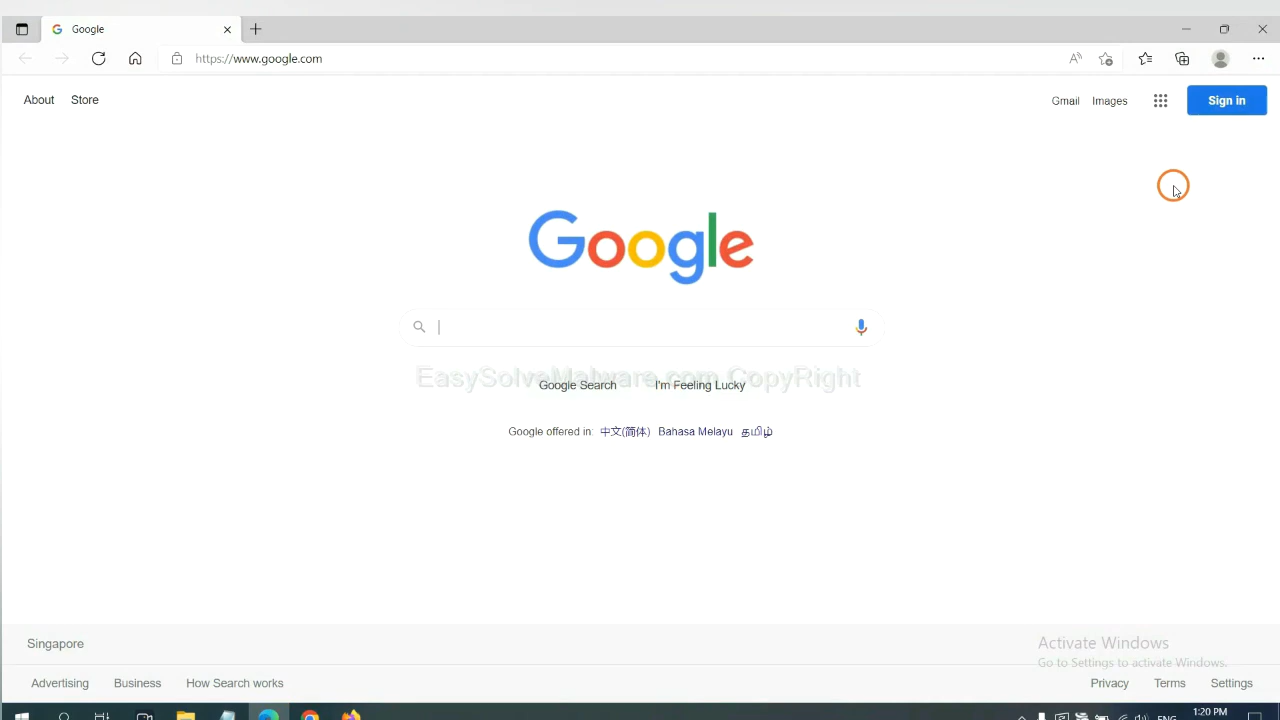 Google
https://www.google.com
About Store
Gmail Images Sign in
Google
EasySolveMalware.com CopyRight
Google Search I'm Feeling Lucky
Google offered in: 中文(简体) Bahasa Melayu தமிழ்
Singapore
Activate Windows
Go to Settings to activate Windows.
Advertising Business How Search works
Privacy Terms Settings
ENG 1:20 PM